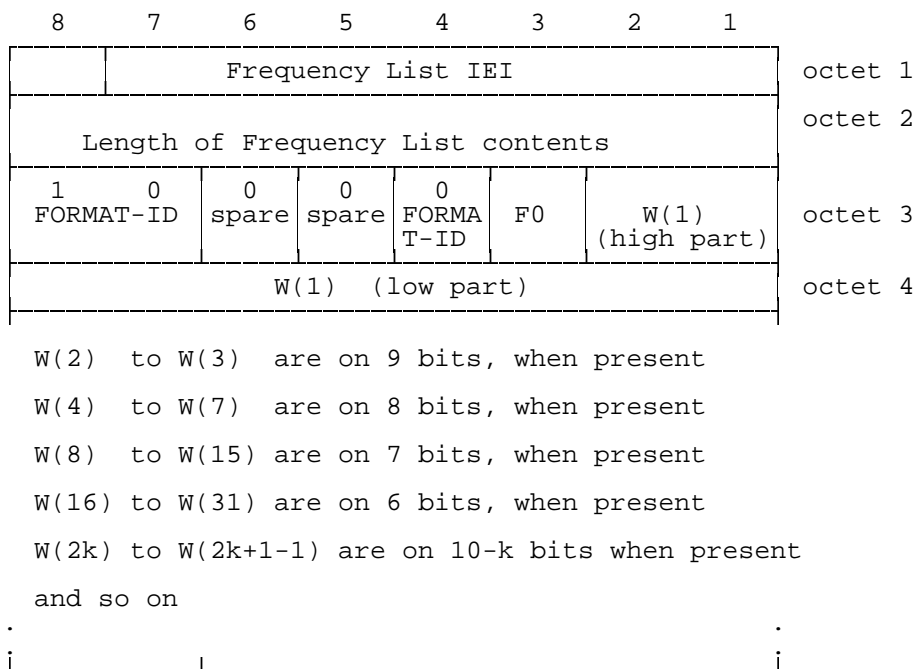 8 7 6 5 4 3 2 1
Frequency List IEI octet 1
octet 2
Length of Frequency List contents
1 0 0 0 0
FORMAT-ID spare spare FORMA F0 W(1) octet 3
T-ID (high part)
W(1) (low part) octet 4
W(2) to W(3) are on 9 bits, when present
W(4) to W(7) are on 8 bits, when present
W(8) to W(15) are on 7 bits, when present
W(16) to W(31) are on 6 bits, when present
W(2k) to W(2k+1-1) are on 10-k bits when present
and so on
. .
. .